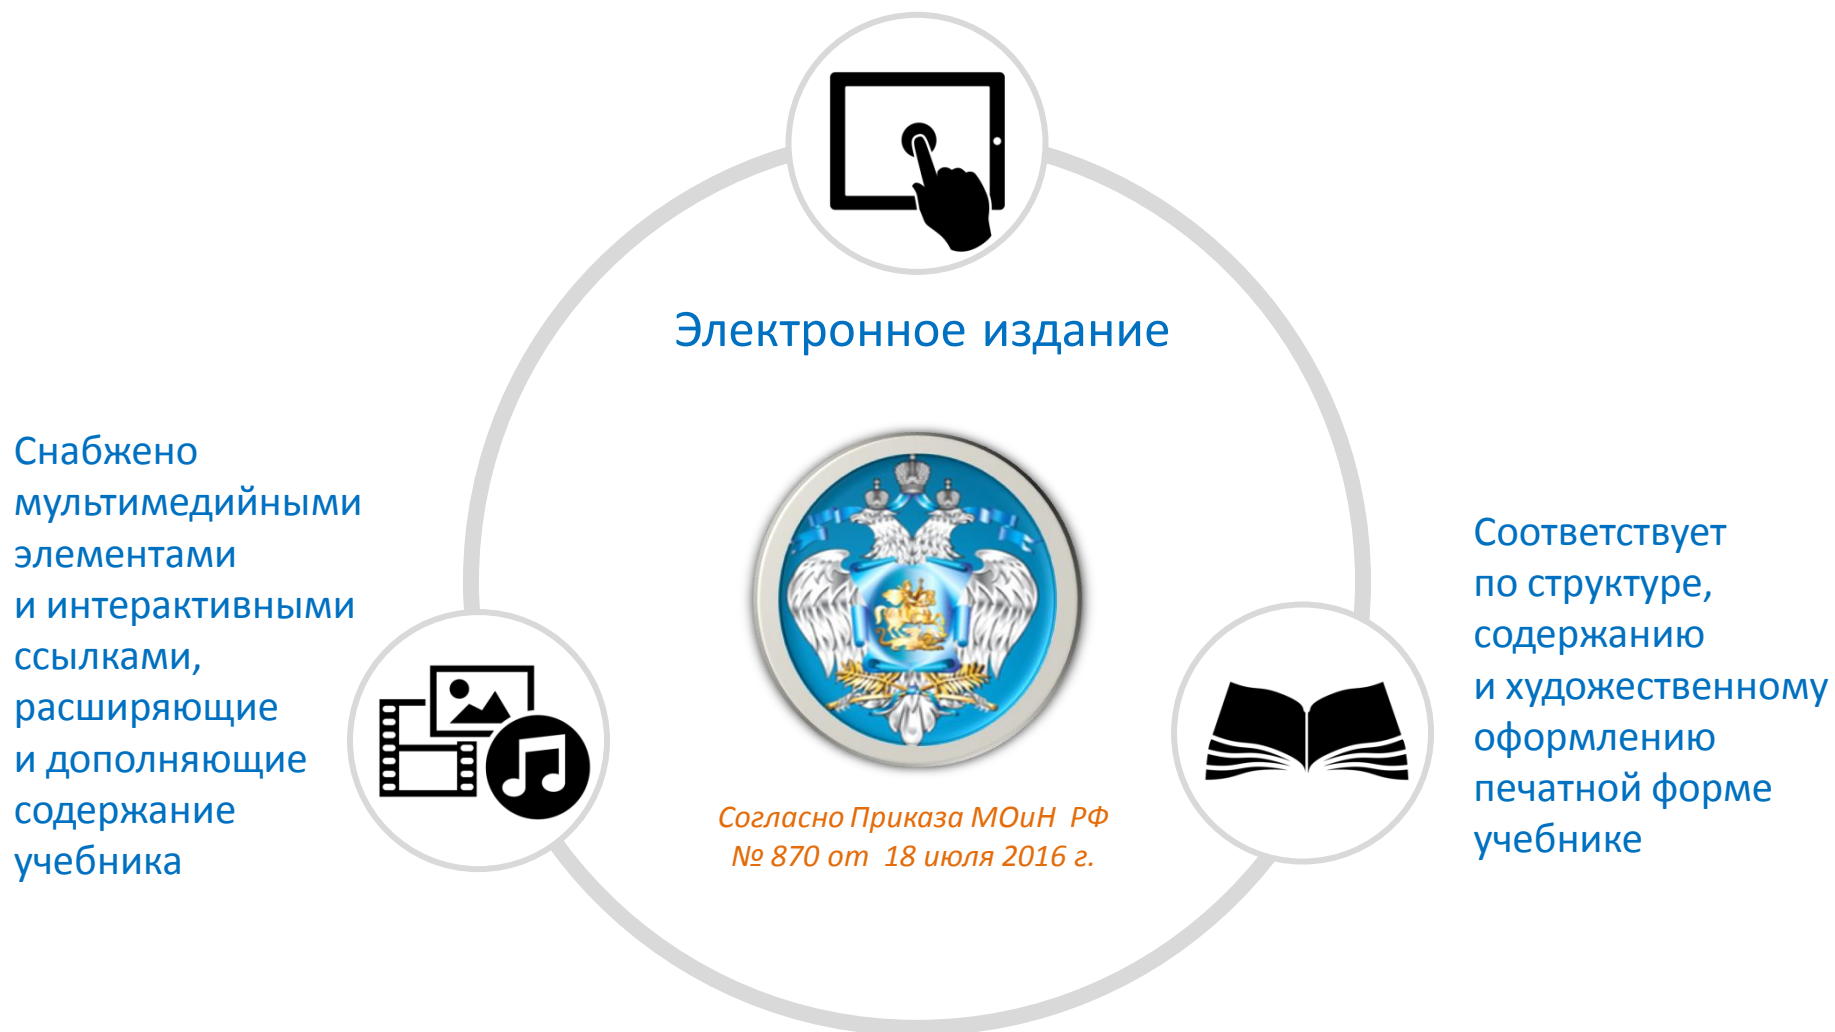 Электронное издание
Снабжено
мультимедийными
элементами
и интерактивными
ссылками,
расширяющие
и дополняющие
содержание
учебника
Согласно Приказа МОиН РФ
№ 870 от 18 июля 2016 г.
Соответствует
по структуре,
содержанию
и художественному
оформлению
печатной форме
учебнике